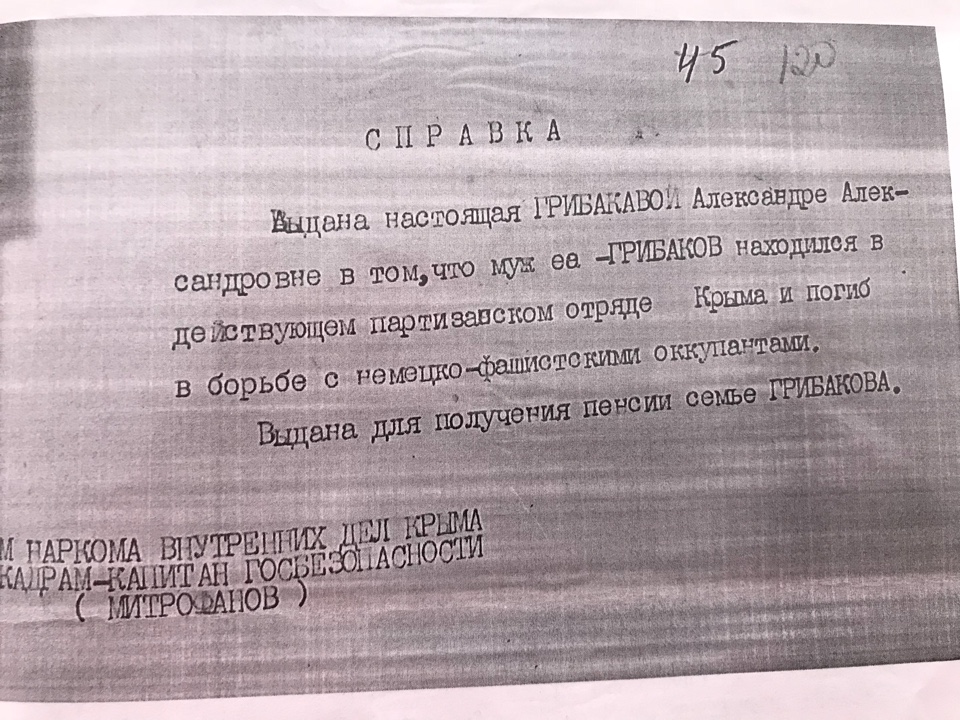 45 120
СПРАВКА
Выдана настоящая ГРИБАКАВОЙ Александре Алек-
сандровне в том,что муж еа -ГРИБАКОВ находился в
действующем партизанском отряде Крыма и погиб
в борьбе с немецко-фашистскими оккупантами.
Выдана для получения пенсии семье ГРИБАКОВА.
М НАРКОМА ВНУТРЕННИХ ДЕЛ КРЫМА
КАДРАМ-КАПИТАН ГОСБЕЗОПАСНОСТИ
( МИТРОФАНОВ )